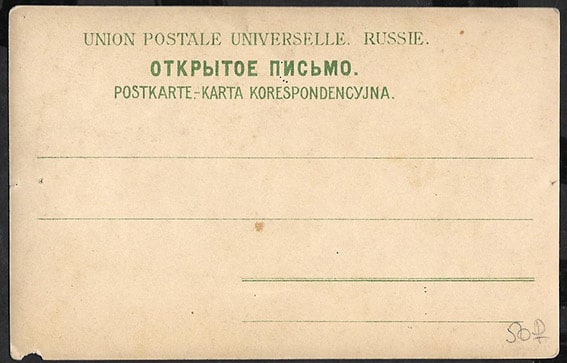 UNION POSTALE UNIVERSELLE. RUSSIE.
ОТКРЫТОЕ ПИСЬМО.
POSTKARTE.-KARTA KORESPONDENCYJNA.